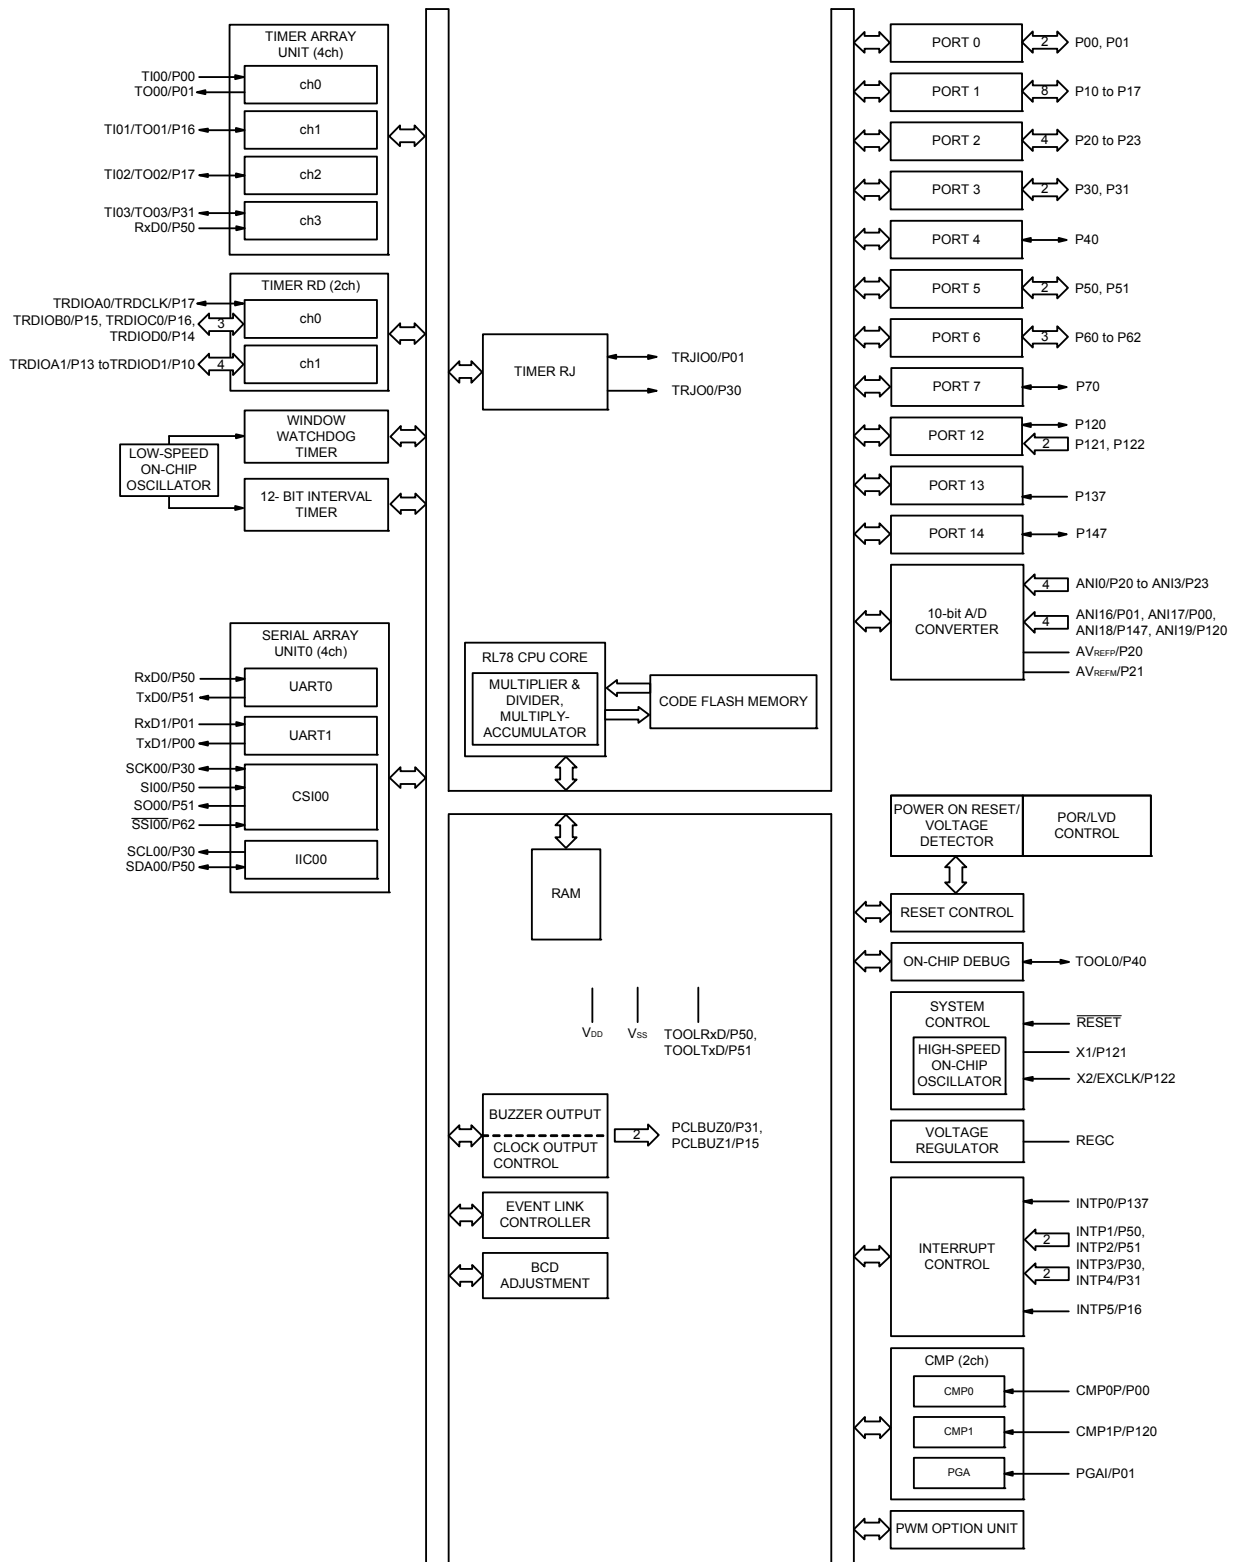 TIMER ARRAY
UNIT (4ch)
TI00/P00
TO00/P01
ch0
TI01/TO01/P16
ch1
TI02/TO02/P17
ch2
TI03/TO03/P31
RxD0/P50
ch3
TIMER RD (2ch)
TRDIOA0/TRDCLK/P17
TRDIOB0/P15, TRDIOC0/P16,
TRDIOD0/P14
3
ch0
TRDIOA1/P13 toTRDIOD1/P10
4
ch1
WINDOW
WATCHDOG
TIMER
LOW-SPEED
ON-CHIP
OSCILLATOR
12- BIT INTERVAL
TIMER
SERIAL ARRAY
UNIT0 (4ch)
RxD0/P50
TxD0/P51
UART0
RxD1/P01
TxD1/P00
UART1
SCK00/P30
SI00/P50
SO00/P51
SSI00/P62
CSI00
SCL00/P30
SDA00/P50
IIC00
TIMER RJ
TRJIO0/P01
TRJO0/P30
RL78 CPU CORE
MULTIPLIER &
DIVIDER,
MULTIPLY-
ACCUMULATOR
CODE FLASH MEMORY
RAM
VDD
VSS
TOOLRxD/P50,
TOOLTxD/P51
BUZZER OUTPUT
CLOCK OUTPUT
CONTROL
2
PCLBUZ0/P31,
PCLBUZ1/P15
EVENT LINK
CONTROLLER
BCD
ADJUSTMENT
PORT 0
2
P00, P01
PORT 1
8
P10 to P17
PORT 2
4
P20 to P23
PORT 3
2
P30, P31
PORT 4
P40
PORT 5
2
P50, P51
PORT 6
3
P60 to P62
PORT 7
P70
PORT 12
P120
2
P121, P122
PORT 13
P137
PORT 14
P147
10-bit A/D
CONVERTER
4
ANI0/P20 to ANI3/P23
4
ANI16/P01, ANI17/P00,
ANI18/P147, ANI19/P120
AVREFP/P20
AVREFM/P21
POWER ON RESET/
VOLTAGE
DETECTOR
POR/LVD
CONTROL
RESET CONTROL
ON-CHIP DEBUG
TOOL0/P40
SYSTEM
CONTROL
HIGH-SPEED
ON-CHIP
OSCILLATOR
RESET
X1/P121
X2/EXCLK/P122
VOLTAGE
REGULATOR
REGC
INTERRUPT
CONTROL
INTP0/P137
2
INTP1/P50,
INTP2/P51
2
INTP3/P30,
INTP4/P31
INTP5/P16
CMP (2ch)
CMP0
CMP0P/P00
CMP1
CMP1P/P120
PGA
PGAI/P01
PWM OPTION UNIT